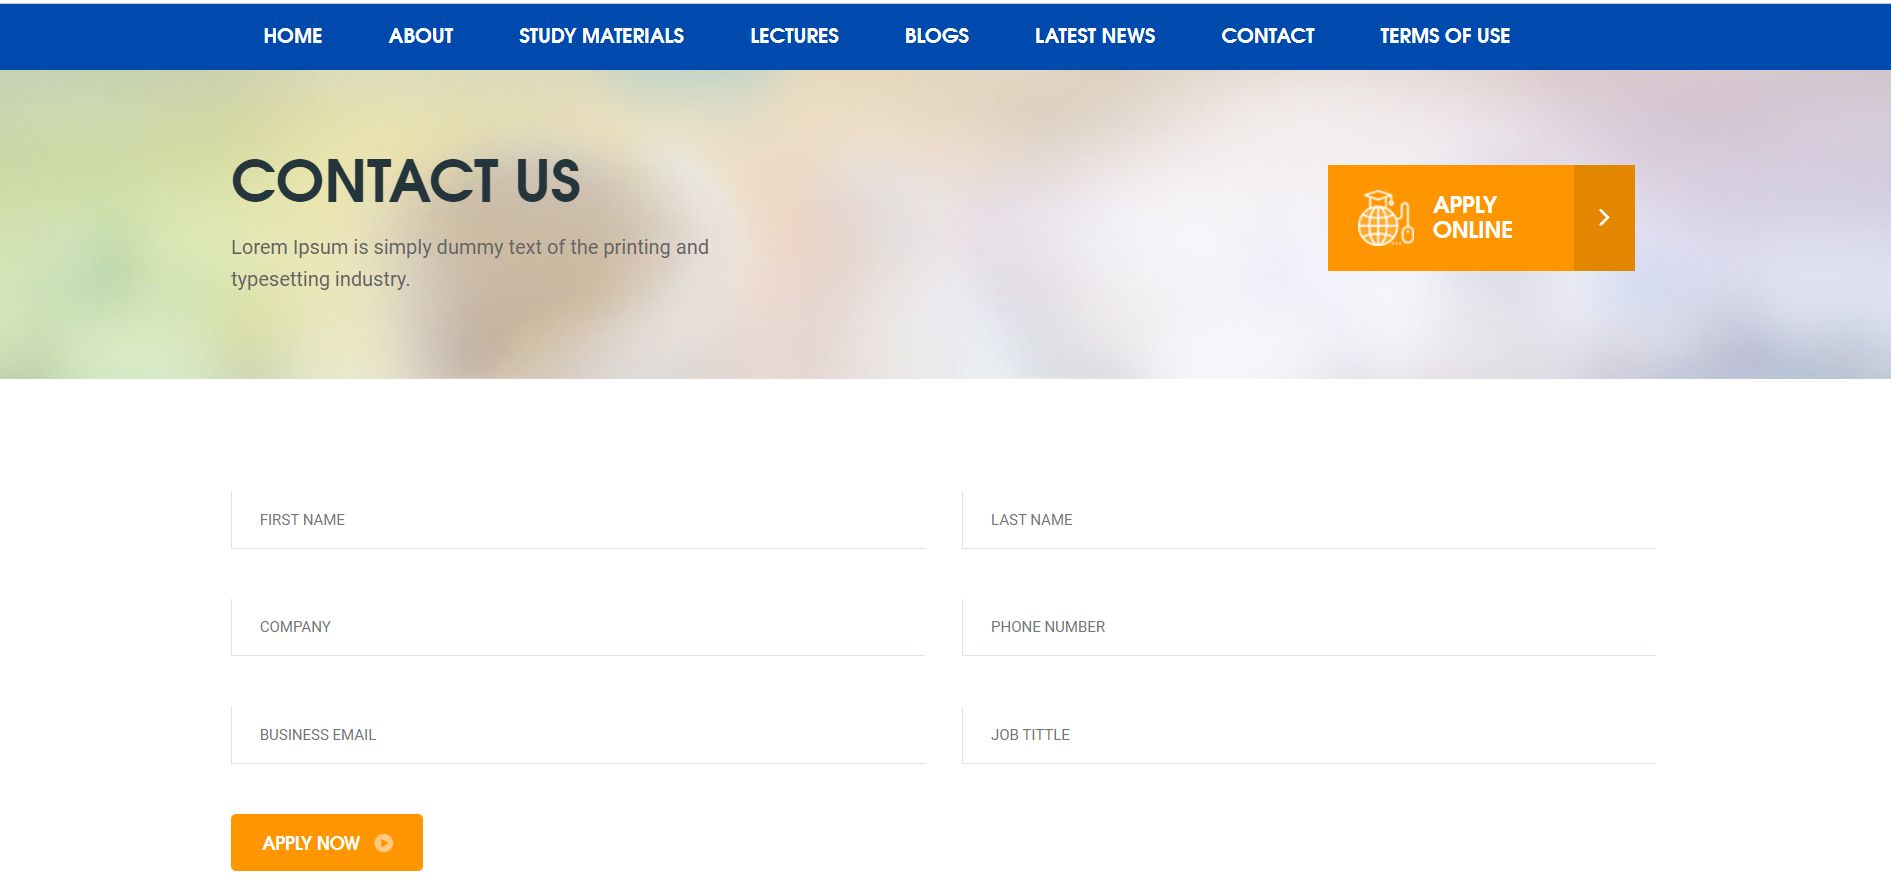 HOME ABOUT STUDY MATERIALS LECTURES BLOGS LATEST NEWS CONTACT TERMS OF USE
CONTACT US
Lorem Ipsum is simply dummy text of the printing and
typesetting industry.
APPLY
ONLINE
FIRST NAME
LAST NAME
COMPANY
PHONE NUMBER
BUSINESS EMAIL
JOB TITTLE
APPLY NOW